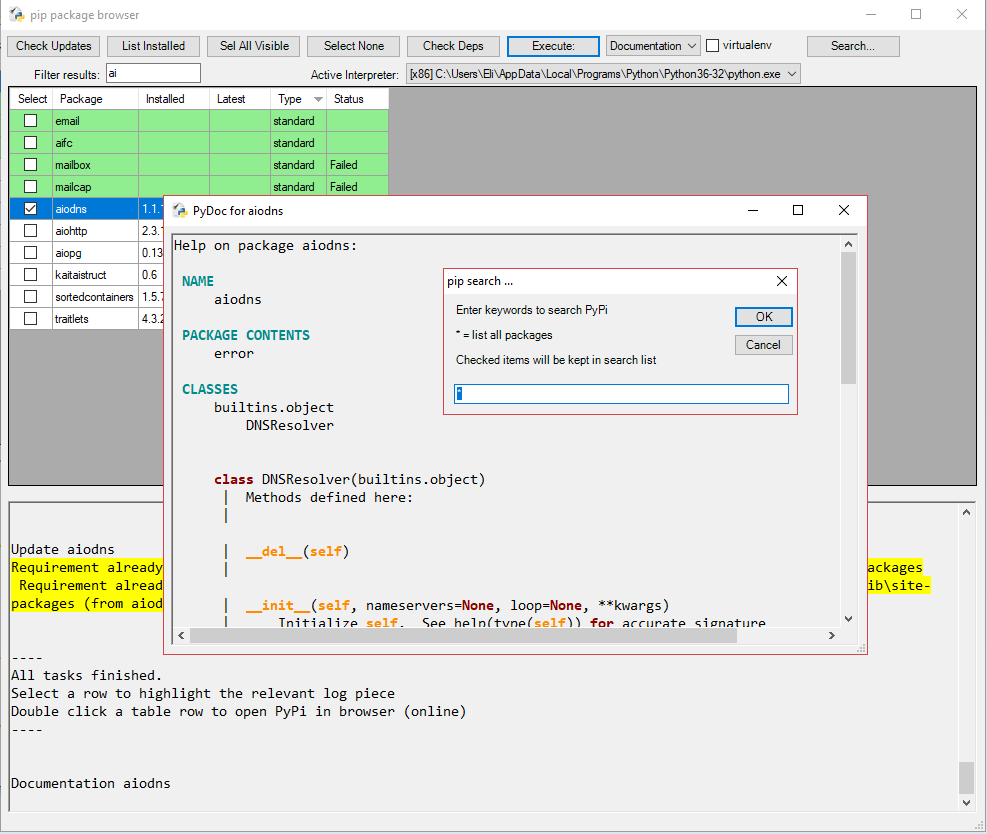 pip package browser
Check Updates List Installed Sel All Visible Select None Check Deps Execute: Documentation virtualenv Search...
Filter results: ai Active Interpreter: [x86] C:\Users\Eli\AppData\Local\Programs\Python\Python36-32\python.exe
Select Package Installed Latest Type Status
email standard
aifc standard
mailbox standard Failed
mailcap standard Failed
aiodns 1.1.
aiohttp 2.3.
aiopg 0.13
kaitaistruct 0.6
sortedcontainers 1.5.
traitlets 4.3.2
PyDoc for aiodns
Help on package aiodns:
NAME
aiodns
PACKAGE CONTENTS
error
CLASSES
builtins.object
DNSResolver
class DNSResolver(builtins.object)
| Methods defined here:
|
| __del__(self)
|
| __init__(self, nameservers=None, loop=None, **kwargs)
| Initialize self. See help(type(self)) for accurate signature
pip search ...
Enter keywords to search PyPi
* = list all packages
Checked items will be kept in search list
*
OK
Cancel
Update aiodns
Requirement already ackages
Requirement alread ib\site-
packages (from aiod
----
All tasks finished.
Select a row to highlight the relevant log piece
Double click a table row to open PyPi in browser (online)
----
Documentation aiodns